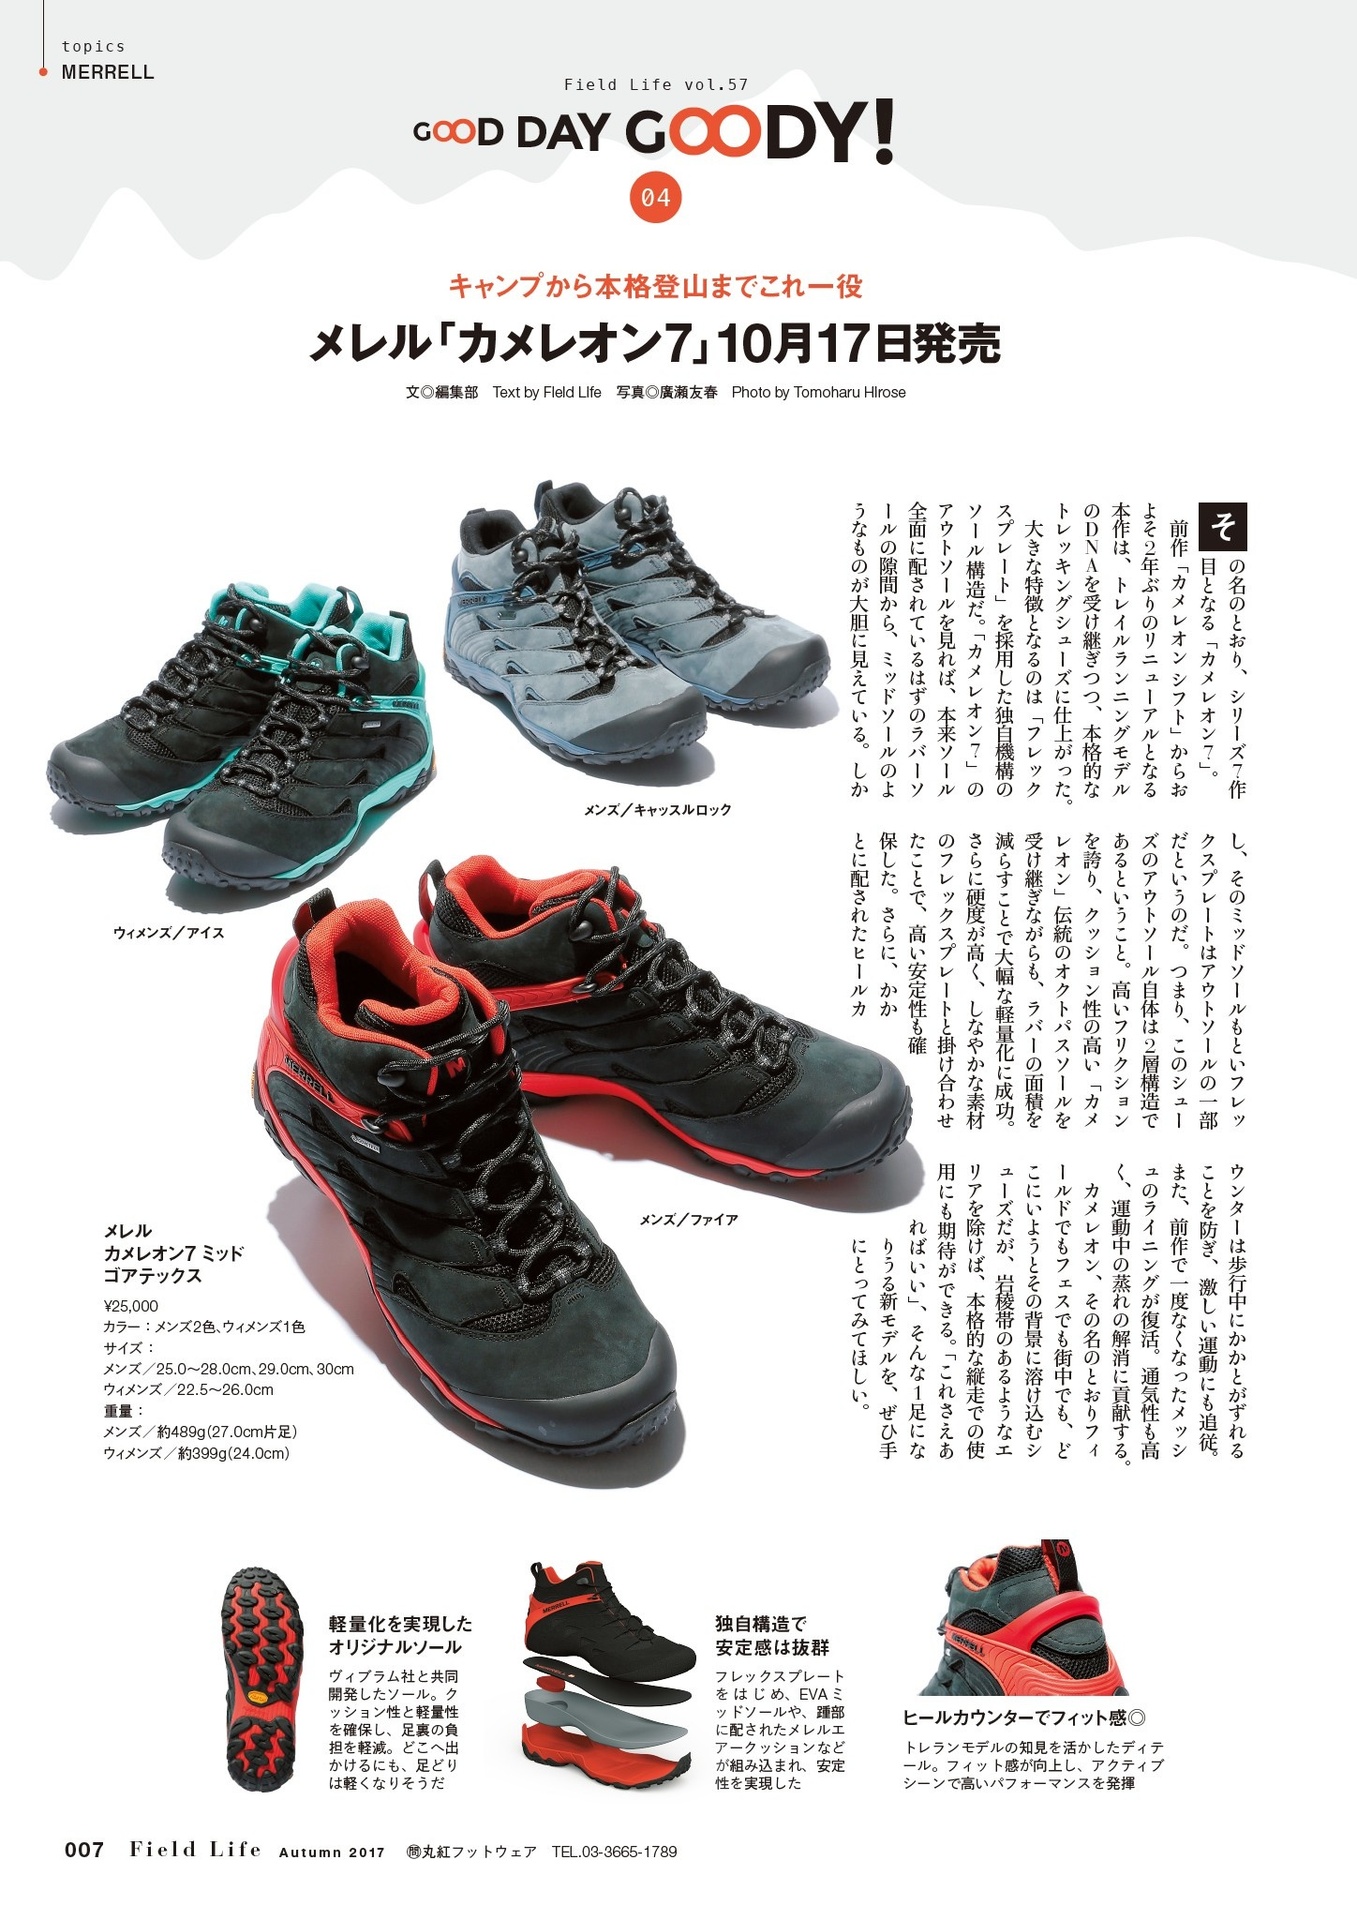 topics
MERRELL
Field Life vol.57
GOOD DAY GOODY!
04
キャンプから本格登山までこれ一役
メレル「カメレオン7」10月17日発売
文◎編集部　Text by Field Life　写真◎廣瀬友春　Photo by Tomoharu Hirose
その名のとおり、シリーズ7作
目となる「カメレオン7」。
前作「カメレオンシフト」からお
よそ2年ぶりのリニューアルとなる
本作は、トレイルランニングモデル
のDNAを受け継ぎつつ、本格的な
トレッキングシューズに仕上がった。
大きな特徴となるのは「フレック
スプレート」を採用した独自機構の
ソール構造だ。「カメレオン7」の
アウトソールを見れば、本来ソール
全面に配されているはずのラバーソ
ールの隙間から、ミッドソールのよ
うなものが大胆に見えている。しか
し、そのミッドソールもといフレッ
クスプレートはアウトソールの一部
だというのだ。つまり、このシュー
ズのアウトソール自体は2層構造で
あるということ。高いフリクション
を誇り、クッション性の高い「カメ
レオン」伝統のオクトパスソールを
受け継ぎながらも、ラバーの面積を
減らすことで大幅な軽量化に成功。
さらに硬度が高く、しなやかな素材
のフレックスプレートと掛け合わせ
たことで、高い安定性も確
保した。さらに、かか
とに配されたヒールカ
ウンターは歩行中にかかとがずれる
ことを防ぎ、激しい運動にも追従。
また、前作で一度なくなったメッシ
ュのライニングが復活。通気性も高
く、運動中の蒸れの解消に貢献する。
カメレオン、その名のとおりフィ
ールドでもフェスでも街中でも、ど
こにいようとその背景に溶け込むシ
ューズだが、岩稜帯のあるようなエ
リアを除けば、本格的な縦走での使
用にも期待ができる。「これさえあ
ればいい」、そんな1足にな
りうる新モデルを、ぜひ手
にとってみてほしい。
メンズ／キャッスルロック
ウィメンズ／アイス
メンズ／ファイア
メレル
カメレオン7 ミッド
ゴアテックス
¥25,000
カラー：メンズ2色、ウィメンズ1色
サイズ：
メンズ／25.0〜28.0cm、29.0cm、30cm
ウィメンズ／22.5〜26.0cm
重量：
メンズ／約489g（27.0cm片足）
ウィメンズ／約399g（24.0cm）
軽量化を実現した
オリジナルソール
ヴィブラム社と共同
開発したソール。ク
ッション性と軽量性
を確保し、足裏の負
担を軽減。どこへ出
かけるにも、足どり
は軽くなりそうだ
独自構造で
安定感は抜群
フレックスプレート
をはじめ、EVAミ
ッドソールや、踵部
に配されたメレルエ
アークッションなど
が組み込まれ、安定
性を実現した
ヒールカウンターでフィット感◎
トレランモデルの知見を活かしたディテ
ール。フィット感が向上し、アクティブ
シーンで高いパフォーマンスを発揮
007 Field Life Autumn 2017 ㉄丸紅フットウェア TEL.03-3665-1789